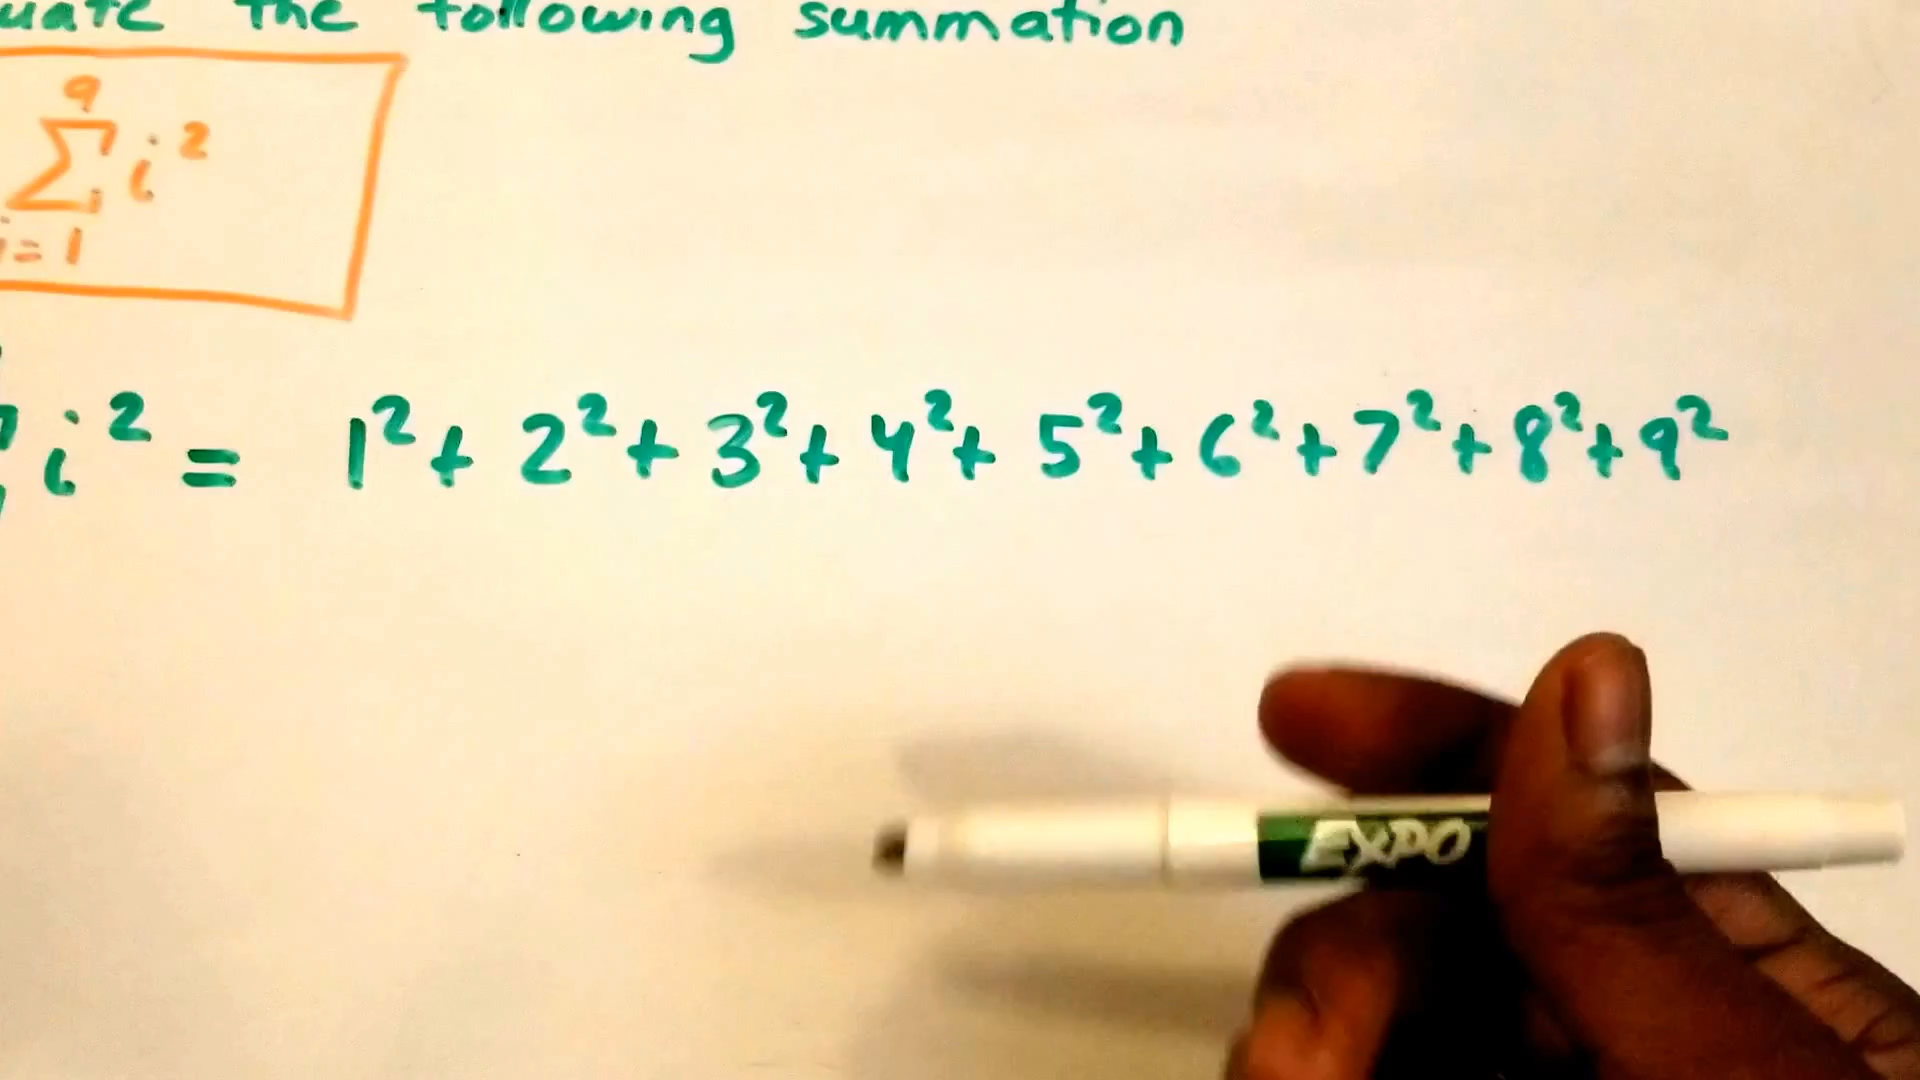 the following summation
9
∑ i²
i=1
i² = 1² + 2² + 3² + 4² + 5² + 6² + 7² + 8² + 9²
EXPO